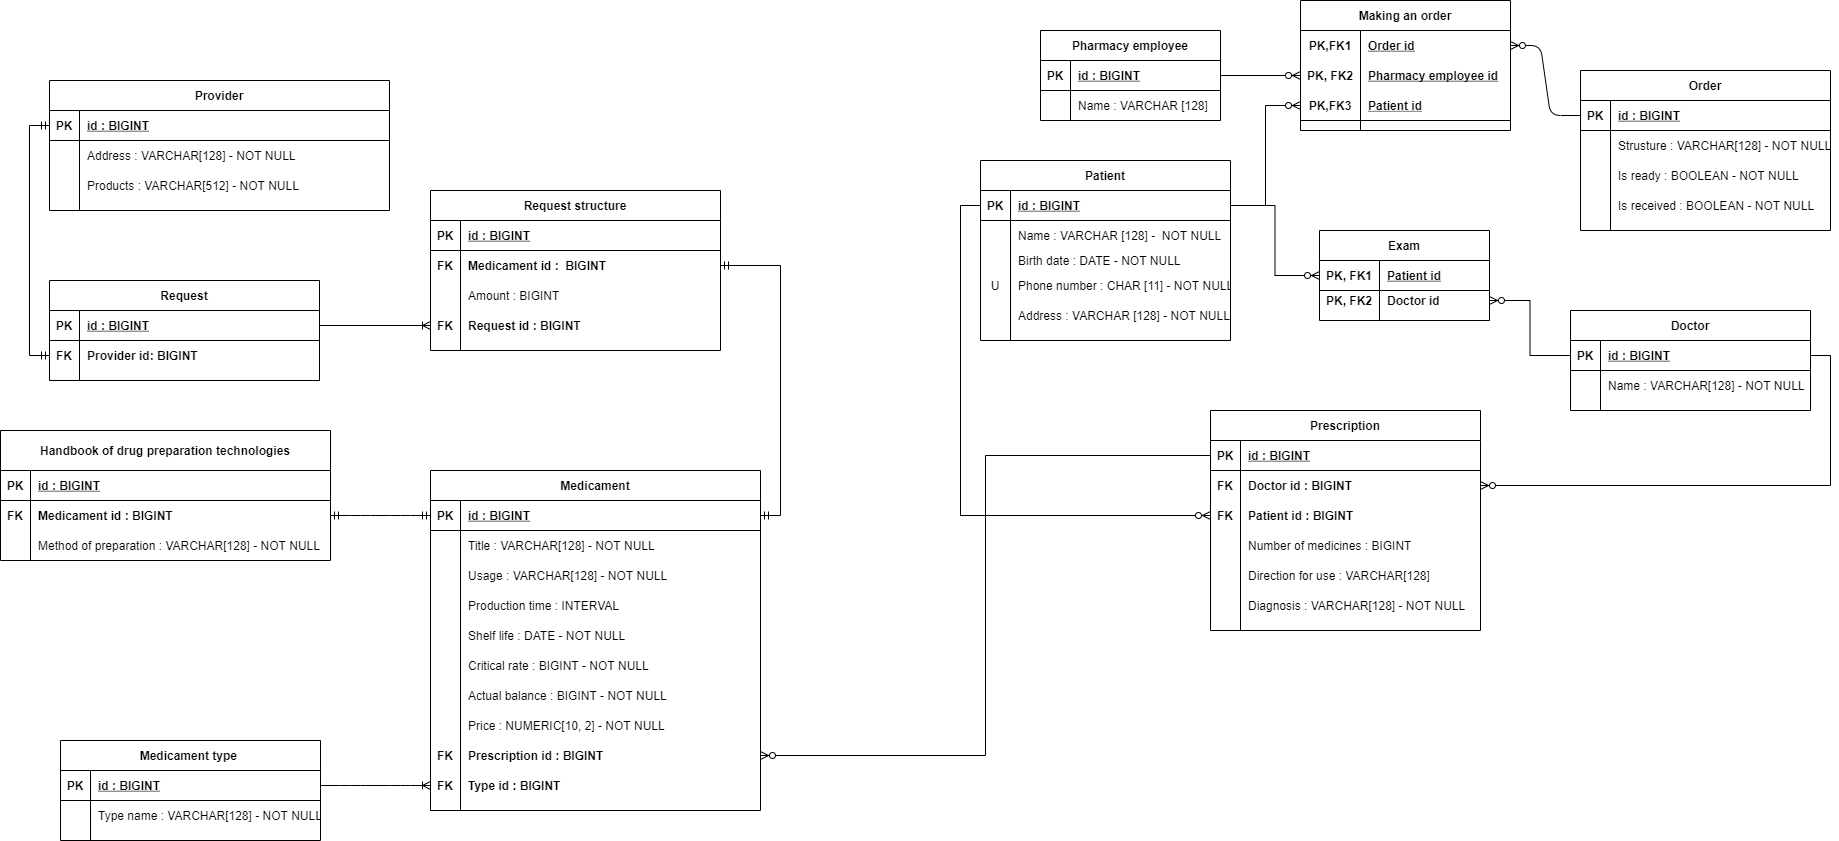 Making an order
PK,FK1 Order id
PK, FK2 Pharmacy employee id
PK,FK3 Patient id
Pharmacy employee
PK id : BIGINT
Name : VARCHAR [128]
Order
PK id : BIGINT
Strusture : VARCHAR[128] - NOT NULL
Is ready : BOOLEAN - NOT NULL
Is received : BOOLEAN - NOT NULL
Provider
PK id : BIGINT
Address : VARCHAR[128] - NOT NULL
Products : VARCHAR[512] - NOT NULL
Request structure
PK id : BIGINT
FK Medicament id : BIGINT
Amount : BIGINT
FK Request id : BIGINT
Request
PK id : BIGINT
FK Provider id: BIGINT
Patient
PK id : BIGINT
Name : VARCHAR [128] - NOT NULL
Birth date : DATE - NOT NULL
U Phone number : CHAR [11] - NOT NULL
Address : VARCHAR [128] - NOT NULL
Exam
PK, FK1 Patient id
PK, FK2 Doctor id
Doctor
PK id : BIGINT
Name : VARCHAR[128] - NOT NULL
Prescription
PK id : BIGINT
FK Doctor id : BIGINT
FK Patient id : BIGINT
Number of medicines : BIGINT
Direction for use : VARCHAR[128]
Diagnosis : VARCHAR[128] - NOT NULL
Handbook of drug preparation technologies
PK id : BIGINT
FK Medicament id : BIGINT
Method of preparation : VARCHAR[128] - NOT NULL
Medicament
PK id : BIGINT
Title : VARCHAR[128] - NOT NULL
Usage : VARCHAR[128] - NOT NULL
Production time : INTERVAL
Shelf life : DATE - NOT NULL
Critical rate : BIGINT - NOT NULL
Actual balance : BIGINT - NOT NULL
Price : NUMERIC[10, 2] - NOT NULL
FK Prescription id : BIGINT
FK Type id : BIGINT
Medicament type
PK id : BIGINT
Type name : VARCHAR[128] - NOT NULL